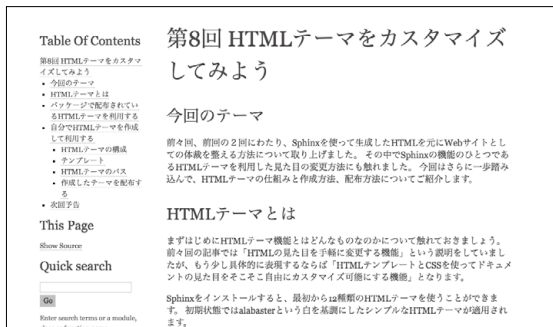 Table Of Contents
第8回 HTMLテーマをカスタマ
イズしてみよう
今回のテーマ
HTMLテーマとは
パッケージで配布されてい
るHTMLテーマを利用する
自分でHTMLテーマを作成
して利用する
HTMLテーマの構成
テンプレート
HTMLテーマのパス
作成したテーマを配布す
る
次回予告
This Page
Show Source
Quick search
Go
Enter search terms or a module,
第8回 HTMLテーマをカスタマイズ
してみよう
今回のテーマ
前々回、前回の２回にわたり、Sphinxを使って生成したHTMLを元にWebサイトとし
ての体裁を整える方法について取り上げました。 その中でSphinxの機能のひとつであ
るHTMLテーマを利用した見た目の変更方法にも触れました。 今回はさらに一歩踏み
込んで、HTMLテーマの仕組みと作成方法、配布方法についてご紹介します。
HTMLテーマとは
まずはじめにHTMLテーマ機能とはどんなものなのかについて触れておきましょう。
前々回の記事では「HTMLの見た目を手軽に変更する機能」という説明をしていまし
たが、もう少し具体的に表現するならば「HTMLテンプレートとCSSを使ってドキュメ
ントの見た目をそこそこ自由にカスタマイズ可能にする機能」となります。
Sphinxをインストールすると、最初から12種類のHTMLテーマを使うことができま
す。 初期状態ではalabasterという白を基調にしたシンプルなHTMLテーマが適用され
ます。